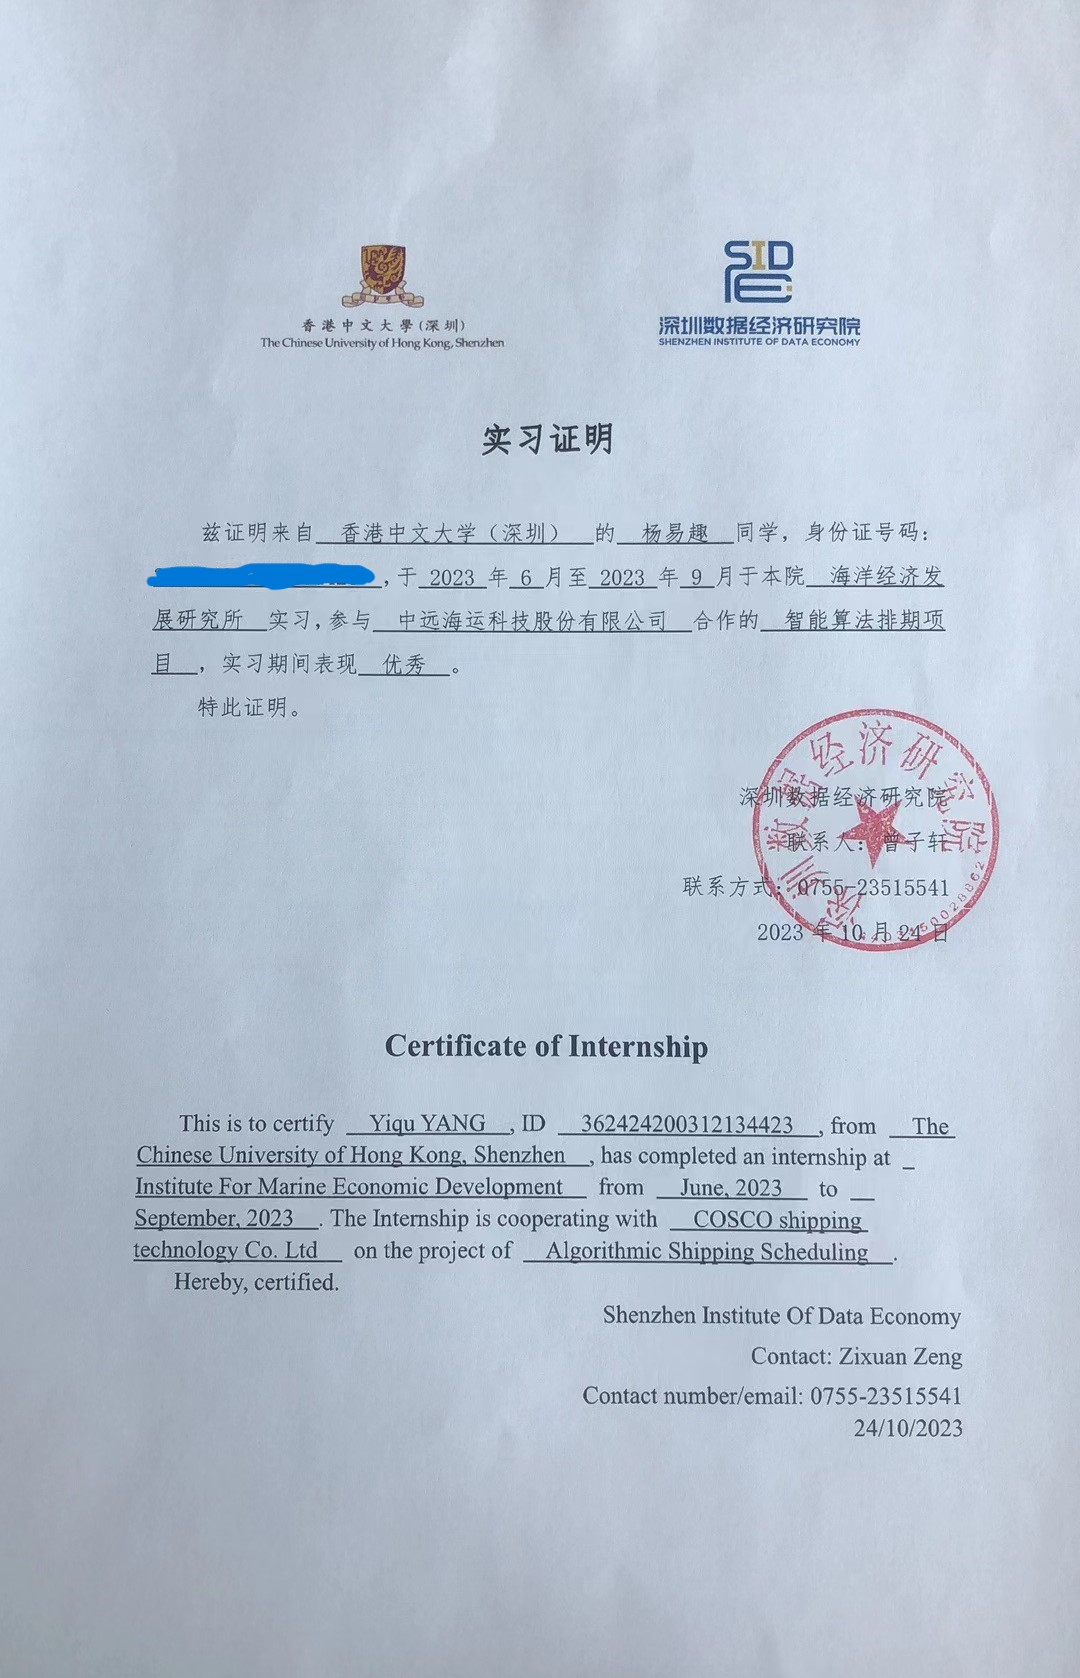 香港中文大學(深圳)
The Chinese University of Hong Kong, Shenzhen
SIDE
深圳数据经济研究院
SHENZHEN INSTITUTE OF DATA ECONOMY
实习证明
兹证明来自 香港中文大学（深圳） 的 杨易趣 同学，身份证号码：
，于 2023 年 6 月至 2023 年 9 月于本院 海洋经济发
展研究所 实习，参与 中远海运科技股份有限公司 合作的 智能算法排期项
目 ，实习期间表现 优秀 。
特此证明。
深圳数据经济研究院
深圳数据经济研究院
联系人：曾子轩
联系方式：0755-23515541
2023 年 10 月 24 日
Certificate of Internship
This is to certify Yiqu YANG , ID 362424200312134423 , from The
Chinese University of Hong Kong, Shenzhen , has completed an internship at
Institute For Marine Economic Development from June, 2023 to
September, 2023 . The Internship is cooperating with COSCO shipping
technology Co. Ltd on the project of Algorithmic Shipping Scheduling .
Hereby, certified.
Shenzhen Institute Of Data Economy
Contact: Zixuan Zeng
Contact number/email: 0755-23515541
24/10/2023